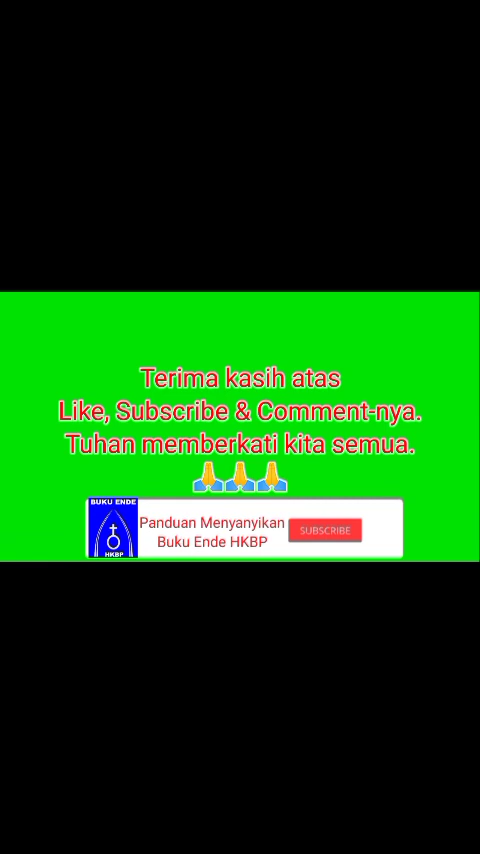 Terima kasih atas
Like, Subscribe & Comment-nya.
Tuhan memberkati kita semua.
🙏🙏🙏
BUKU ENDE
HKBP
Panduan Menyanyikan
Buku Ende HKBP
SUBSCRIBE